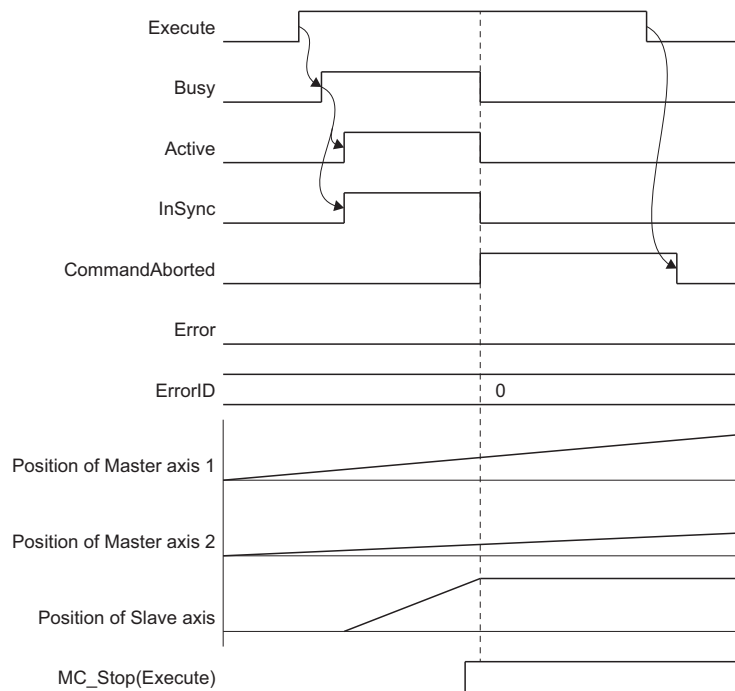 Execute
Busy
Active
InSync
CommandAborted
Error
ErrorID
0
Position of Master axis 1
Position of Master axis 2
Position of Slave axis
MC_Stop(Execute)